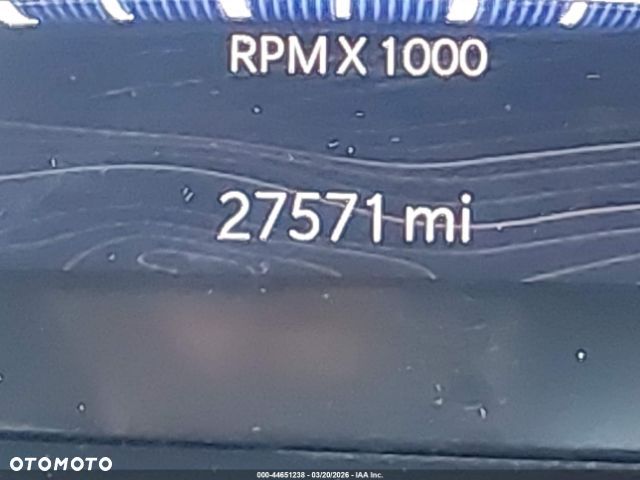 RPM X 1000
27571 mi
OTOMOTO
000-44651238 - 03/20/2026 - IAA Inc.